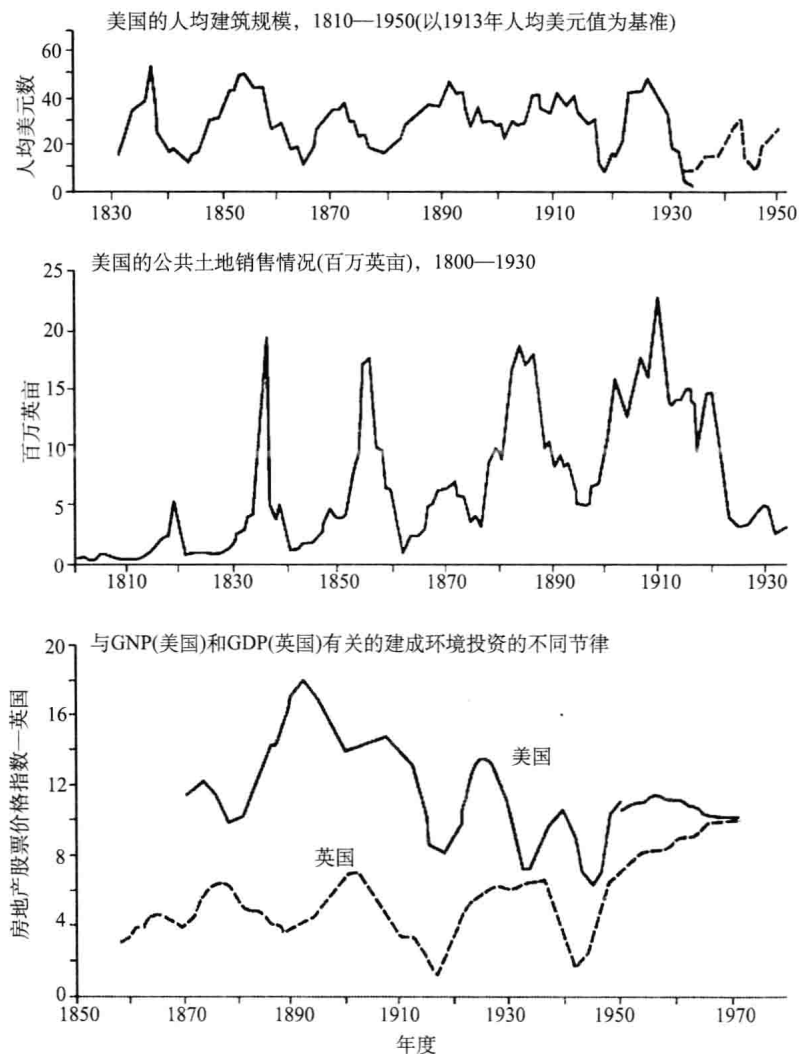 美国的人均建筑规模，1810—1950(以1913年人均美元值为基准)
人均美元数
60
40
20
0
1830 1850 1870 1890 1910 1930 1950
美国的公共土地销售情况(百万英亩)，1800—1930
百万英亩
25
20
15
10
5
0
1810 1830 1850 1870 1890 1910 1930
与GNP(美国)和GDP(英国)有关的建成环境投资的不同节律
房地产股票价格指数—英国
20
16
12
8
4
0
美国
英国
1850 1870 1890 1910 1930 1950 1970
年度